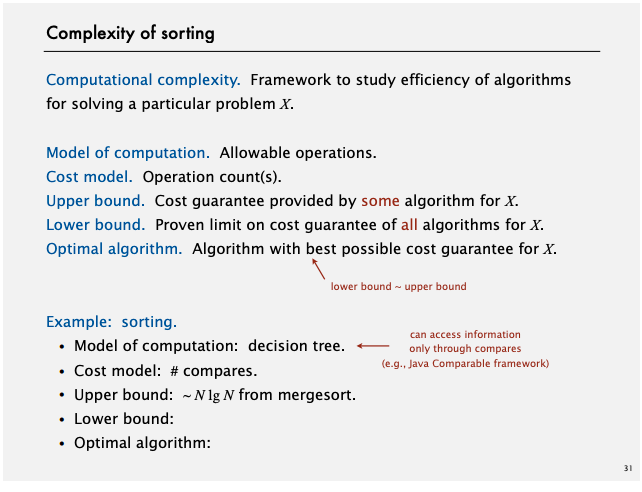 Complexity of sorting
Computational complexity. Framework to study efficiency of algorithms
for solving a particular problem X.
Model of computation. Allowable operations.
Cost model. Operation count(s).
Upper bound. Cost guarantee provided by some algorithm for X.
Lower bound. Proven limit on cost guarantee of all algorithms for X.
Optimal algorithm. Algorithm with best possible cost guarantee for X.
lower bound ~ upper bound
Example: sorting.
• Model of computation: decision tree.
can access information
only through compares
(e.g., Java Comparable framework)
• Cost model: # compares.
• Upper bound: ~ N lg N from mergesort.
• Lower bound:
• Optimal algorithm:
31